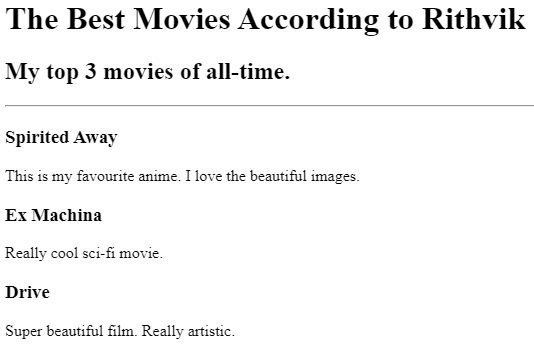 The Best Movies According to Rithvik
My top 3 movies of all-time.
Spirited Away
This is my favourite anime. I love the beautiful images.
Ex Machina
Really cool sci-fi movie.
Drive
Super beautiful film. Really artistic.